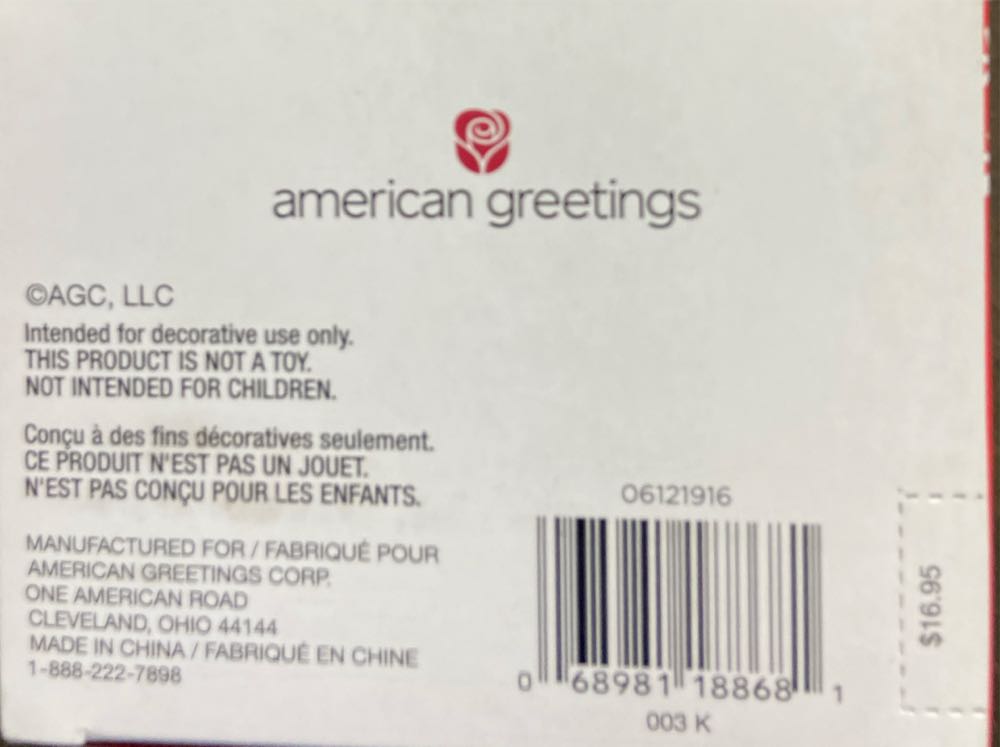 american greetings
©AGC, LLC
Intended for decorative use only.
THIS PRODUCT IS NOT A TOY.
NOT INTENDED FOR CHILDREN.
Conçu à des fins décoratives seulement.
CE PRODUIT N'EST PAS UN JOUET.
N'EST PAS CONÇU POUR LES ENFANTS.
MANUFACTURED FOR / FABRIQUÉ POUR
AMERICAN GREETINGS CORP.
ONE AMERICAN ROAD
CLEVELAND, OHIO 44144
MADE IN CHINA / FABRIQUÉ EN CHINE
1-888-222-7898
06121916
0 68981 18868 1
003 K
$16.95